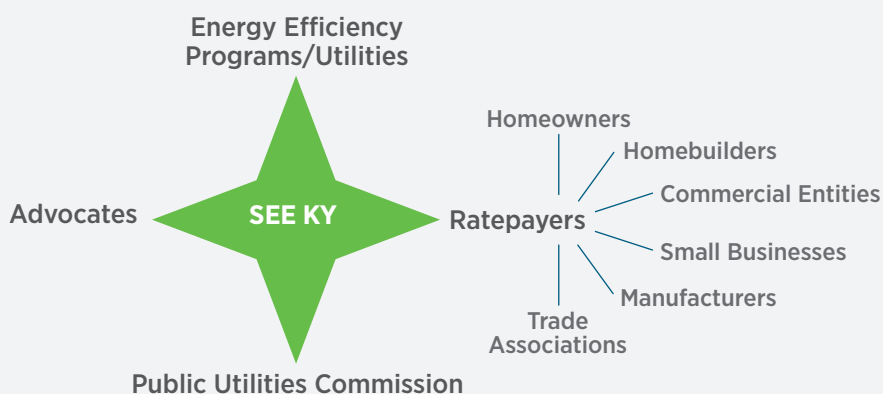 Energy Efficiency
Programs/Utilities
Homeowners
Homebuilders
Commercial Entities
Advocates
SEE KY
Ratepayers
Small Businesses
Manufacturers
Trade
Associations
Public Utilities Commission